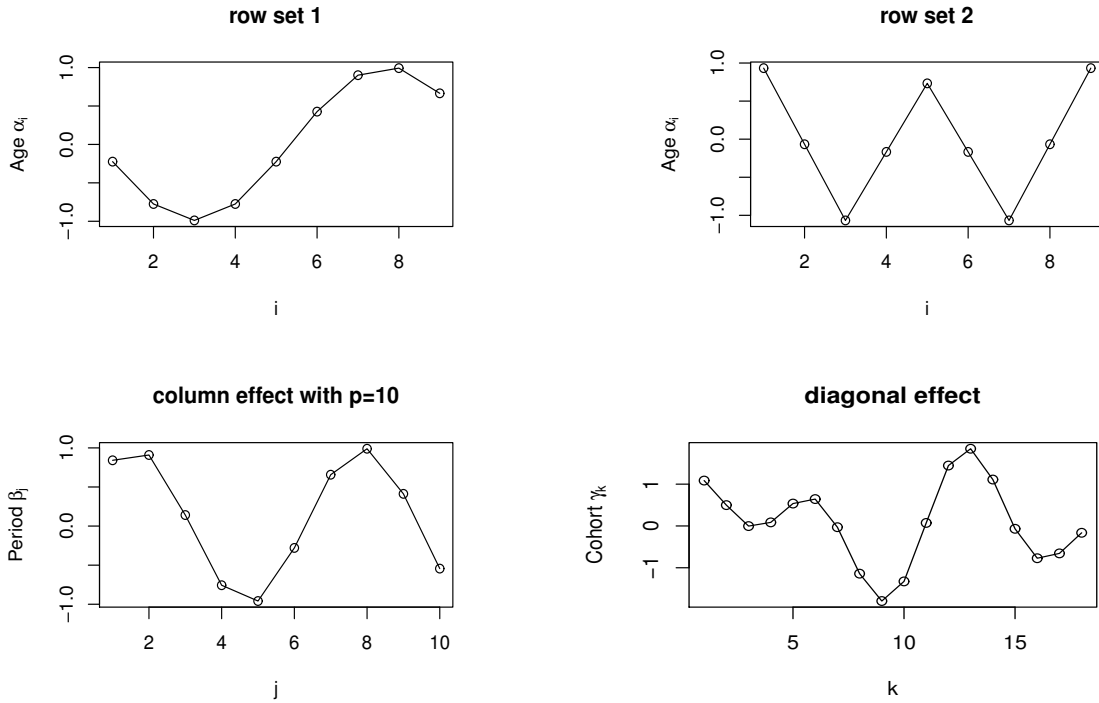 row set 1
Age αi
1.0
0.0
−1.0
2 4 6 8
i
row set 2
Age αi
1.0
0.0
−1.0
2 4 6 8
i
column effect with p=10
Period βj
1.0
0.0
−1.0
2 4 6 8 10
j
diagonal effect
Cohort γk
1
0
−1
5 10 15
k